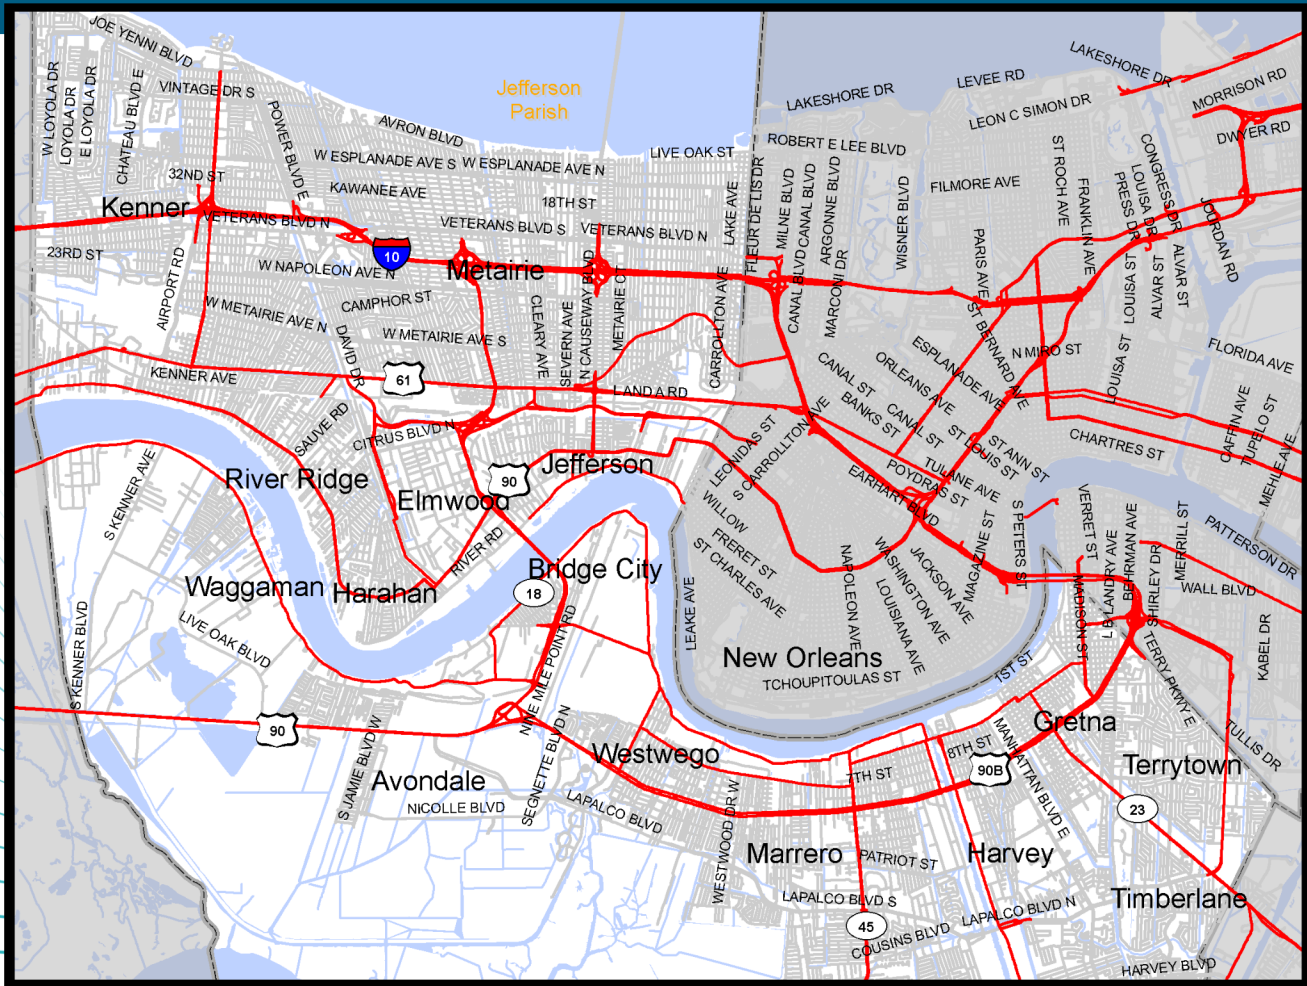 JOE YENNI BLVD
W LOYOLA DR
LOYOLA DR
E LOYOLA DR
CHATEAU BLVD E
VINTAGE DR S
POWER BLVD E
AVRON BLVD
Jefferson
Parish
LAKESHORE DR
LEVEE RD
LAKESHORE DR
MORRISON RD
LEON C SIMON DR
DWYER RD
ROBERT E LEE BLVD
LIVE OAK ST
W ESPLANADE AVE S
W ESPLANADE AVE N
32ND ST
KAWANEE AVE
18TH ST
FILMORE AVE
ST ROCH AVE
FRANKLIN AVE
CONGRESS DR
LOUISA DR
PRESS DR
JOURDAN RD
Kenner
VETERANS BLVD N
VETERANS BLVD S
VETERANS BLVD N
LAKE AVE
FLEUR DE LIS DR
MILNE BLVD
CANAL BLVD
CANAL BLVD
ARGONNE BLVD
MARCONI DR
WISNER BLVD
PARIS AVE
23RD ST
AIRPORT RD
10
W NAPOLEON AVE N
Metairie
CAMPHOR ST
W METAIRIE AVE N
W METAIRIE AVE S
DAVID DR
CLEARY AVE
SEVERN AVE
N CAUSEWAY BLVD
METAIRIE CT
CARROLLTON AVE
LOUISA ST
ALVAR ST
ALVAR ST
ST BERNARD AVE
N MIRO ST
LOUISA ST
FLORIDA AVE
KENNER AVE
61
LAND A RD
CANAL ST
BANKS ST
ORLEANS AVE
ESPLANADE AVE
CANAL ST
ST LOUIS ST
ST ANN ST
CHARTRES ST
CAFFIN AVE
TUPELO ST
MEHLE AVE
SAUVE RD
CITRUS BLVD N
LEONIDAS ST
S CARROLLTON AVE
EARHART BLVD
POYDRAS ST
TULANE AVE
River Ridge
Elmwood
90
Jefferson
S KENNER AVE
RIVER RD
WILLOW
FRERET ST
ST CHARLES AVE
LEAKE AVE
NAPOLEON AVE
WASHINGTON AVE
LOUISIANA AVE
JACKSON AVE
MAGAZINE ST
S PETERS ST
VERRET ST
MADISON ST
L B LANDRY AVE
BEHRMAN AVE
SHIRLEY DR
MERRILL ST
PATTERSON DR
WALL BLVD
KABELL DR
Waggaman
Harahan
Bridge City
18
LIVE OAK BLVD
S KENNER BLVD
NINE MILE POINT RD
New Orleans
TCHOUPITOULAS ST
1ST ST
TERRY PKWY E
TULLIS DR
90
S JAMIE BLVD W
Avondale
NICOLLE BLVD
SEGNETTE BLVD N
LAPALCO BLVD
Westwego
WESTWOOD DR W
7TH ST
8TH ST
Gretna
MANHATTAN BLVD E
90B
Terrytown
23
Marrero
PATRIOT ST
Harvey
LAPALCO BLVD S
LAPALCO BLVD N
Timberlane
45
COUSINS BLVD
HARVEY BLVD